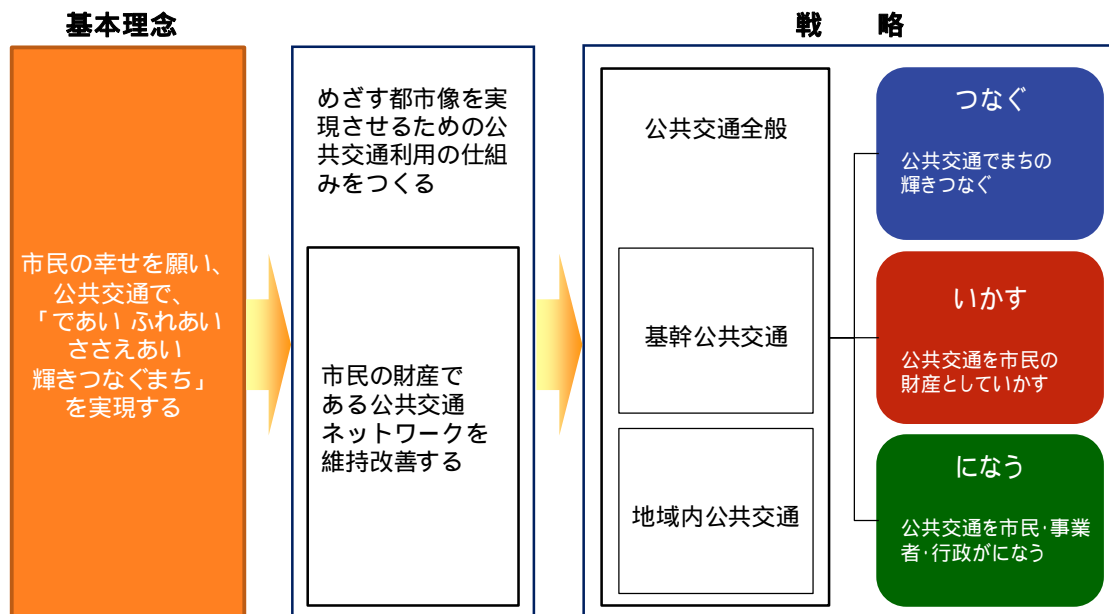 基本理念
戦　略
市民の幸せを願い、
公共交通で、
「であい ふれあい
ささえあい
輝きつなぐまち」
を実現する
めざす都市像を実
現させるための公
共交通利用の仕組
みをつくる
市民の財産で
ある公共交通
ネットワークを
維持改善する
公共交通全般
基幹公共交通
地域内公共交通
つなぐ
公共交通でまちの
輝きつなぐ
いかす
公共交通を市民の
財産としていかす
になう
公共交通を市民･事業
者･行政がになう